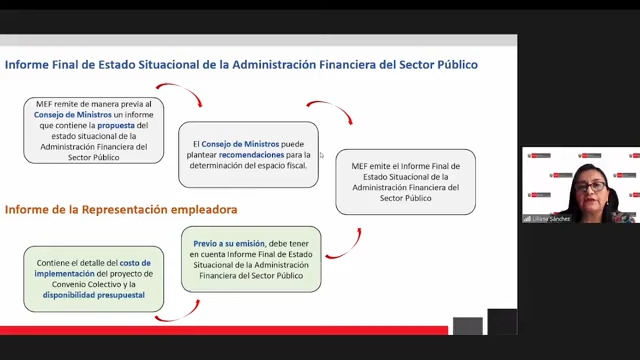 Informe Final de Estado Situacional de la Administración Financiera del Sector Público
MEF remite de manera previa al
Consejo de Ministros un informe
que contiene la propuesta del
estado situacional de la
Administración Financiera del
Sector Público
El Consejo de Ministros puede
plantear recomendaciones para la
determinación del espacio fiscal.
MEF emite el Informe Final de
Estado Situacional de la
Administración Financiera del
Sector Público
Informe de la Representación empleadora
Contiene el detalle del costo de
implementación del proyecto de
Convenio Colectivo y la
disponibilidad presupuestal
Previo a su emisión, debe tener
en cuenta Informe Final de Estado
Situacional de la Administración
Financiera del Sector Público
Liliana Sánchez